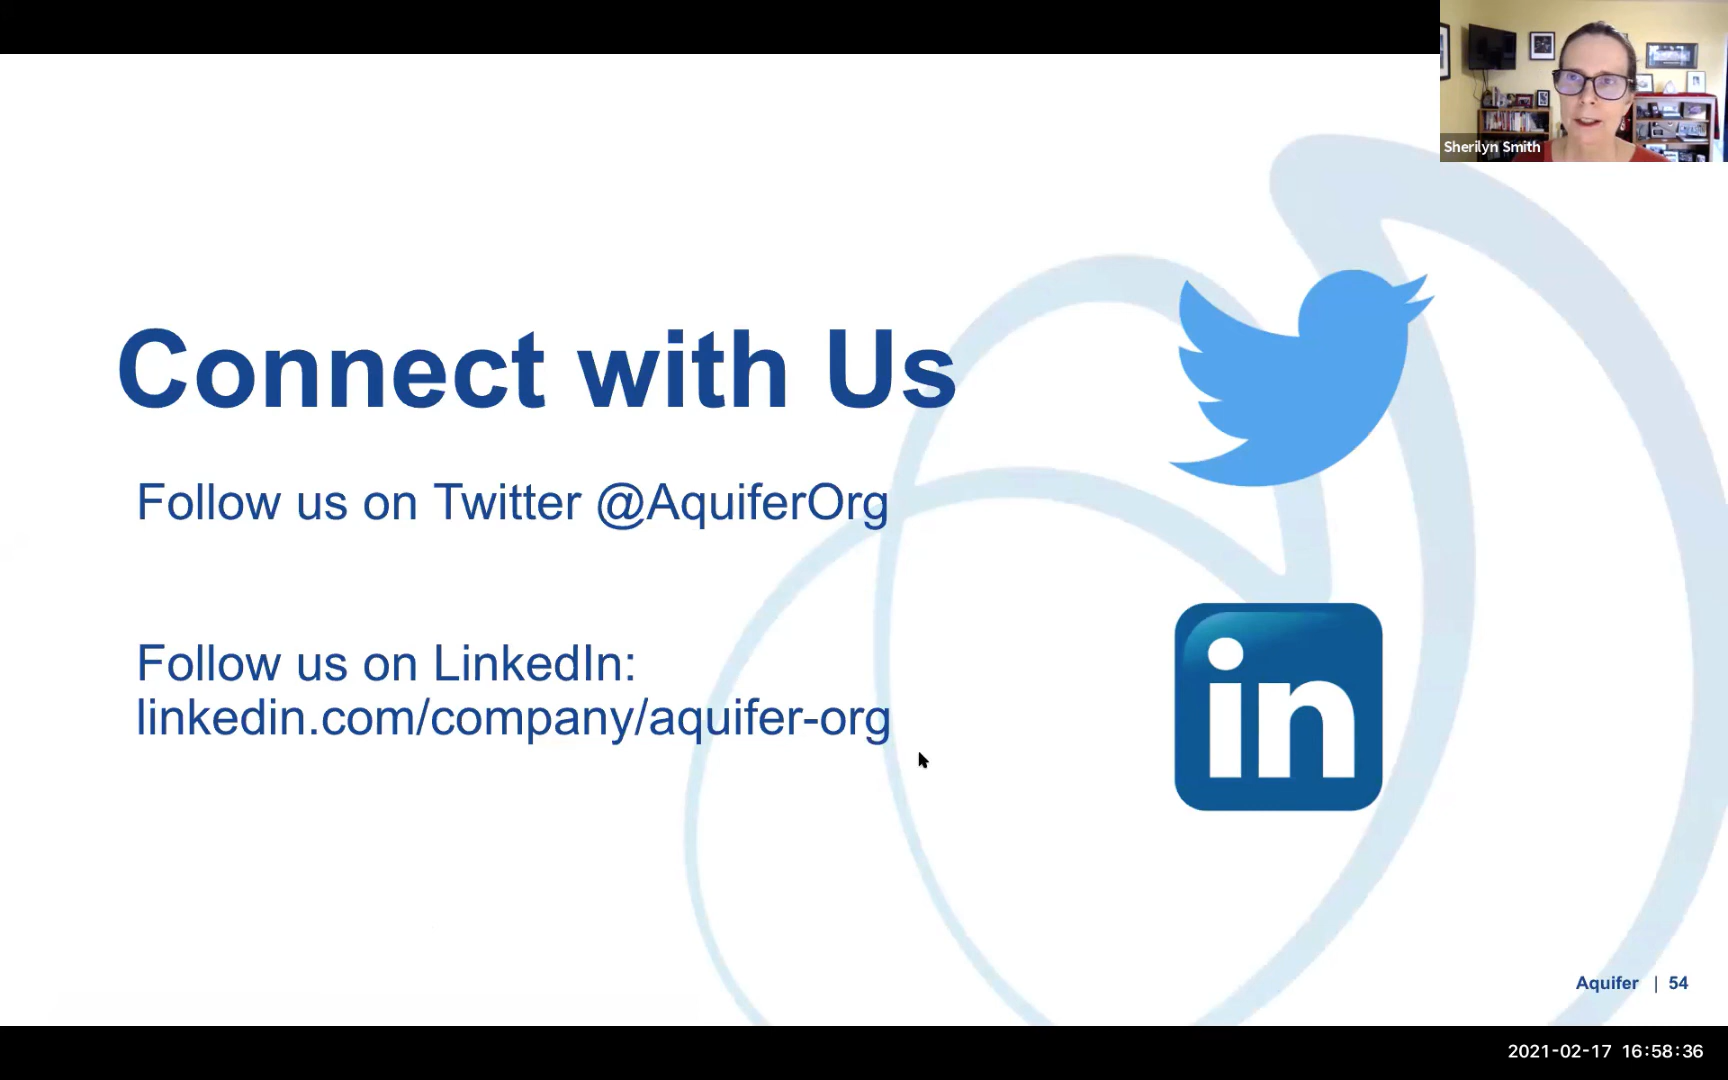 Sherilyn Smith
Connect with Us
Follow us on Twitter @AquiferOrg
Follow us on LinkedIn:
linkedin.com/company/aquifer-org
in
Aquifer | 54
2021-02-17 16:58:36